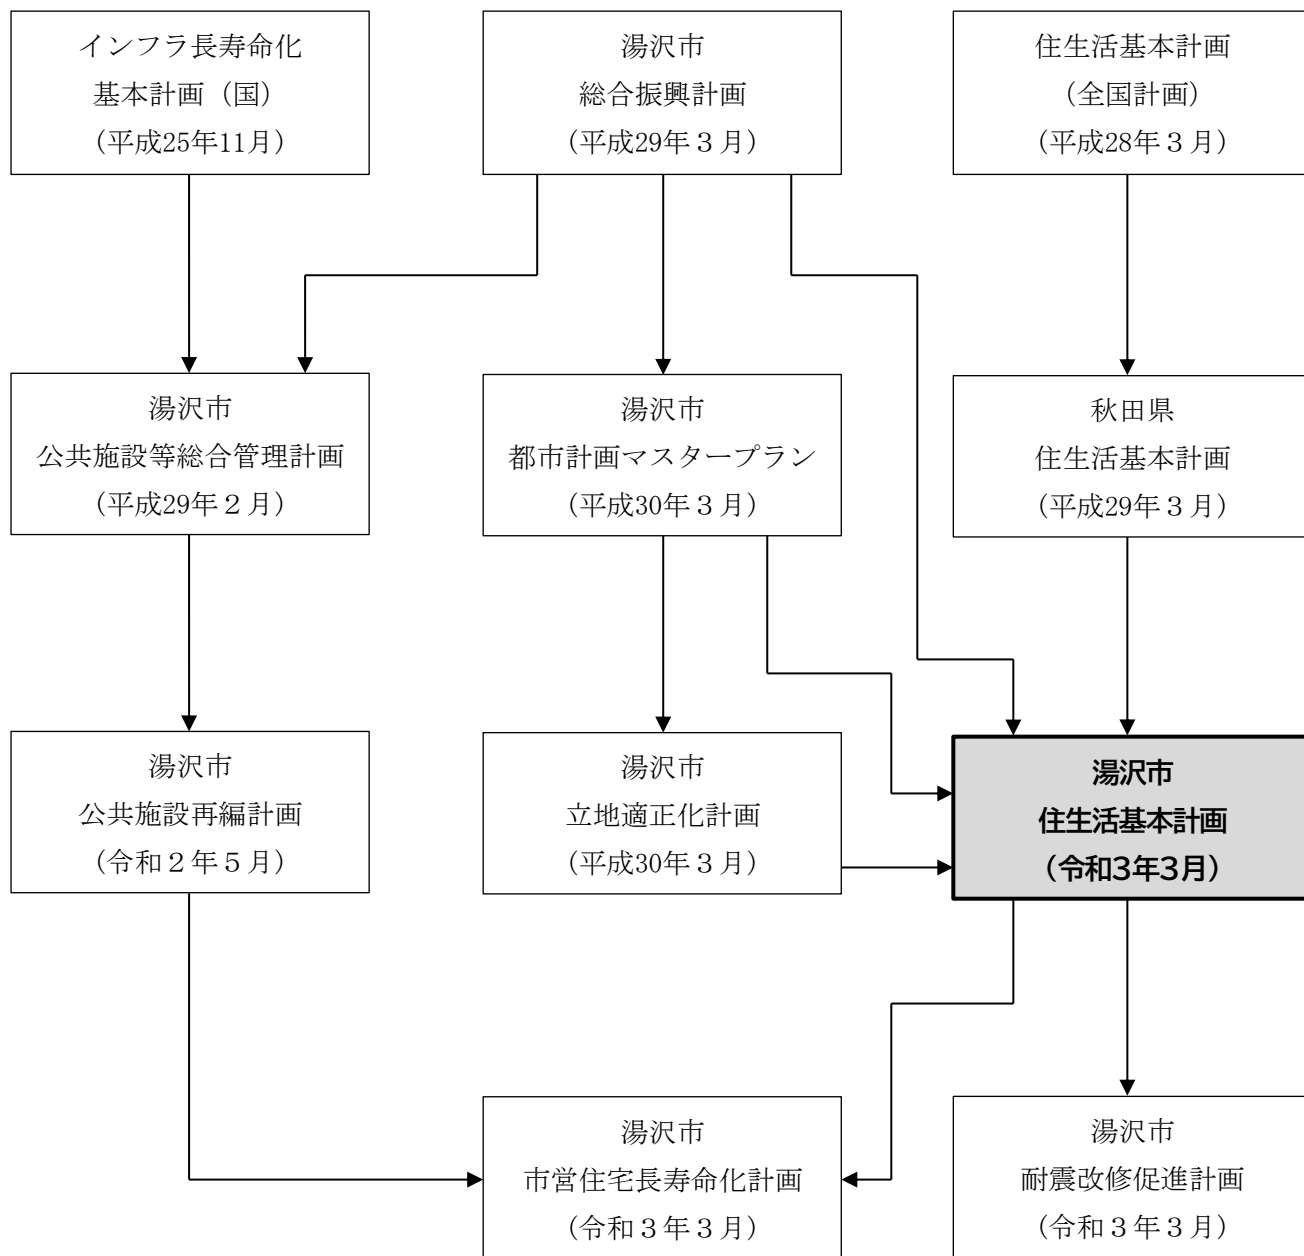 インフラ長寿命化
基本計画（国）
（平成25年11月）
湯沢市
総合振興計画
（平成29年３月）
住生活基本計画
（全国計画）
（平成28年３月）
湯沢市
公共施設等総合管理計画
（平成29年２月）
湯沢市
都市計画マスタープラン
（平成30年３月）
秋田県
住生活基本計画
（平成29年３月）
湯沢市
公共施設再編計画
（令和２年５月）
湯沢市
立地適正化計画
（平成30年３月）
湯沢市
住生活基本計画
（令和3年3月）
湯沢市
市営住宅長寿命化計画
（令和３年３月）
湯沢市
耐震改修促進計画
（令和３年３月）